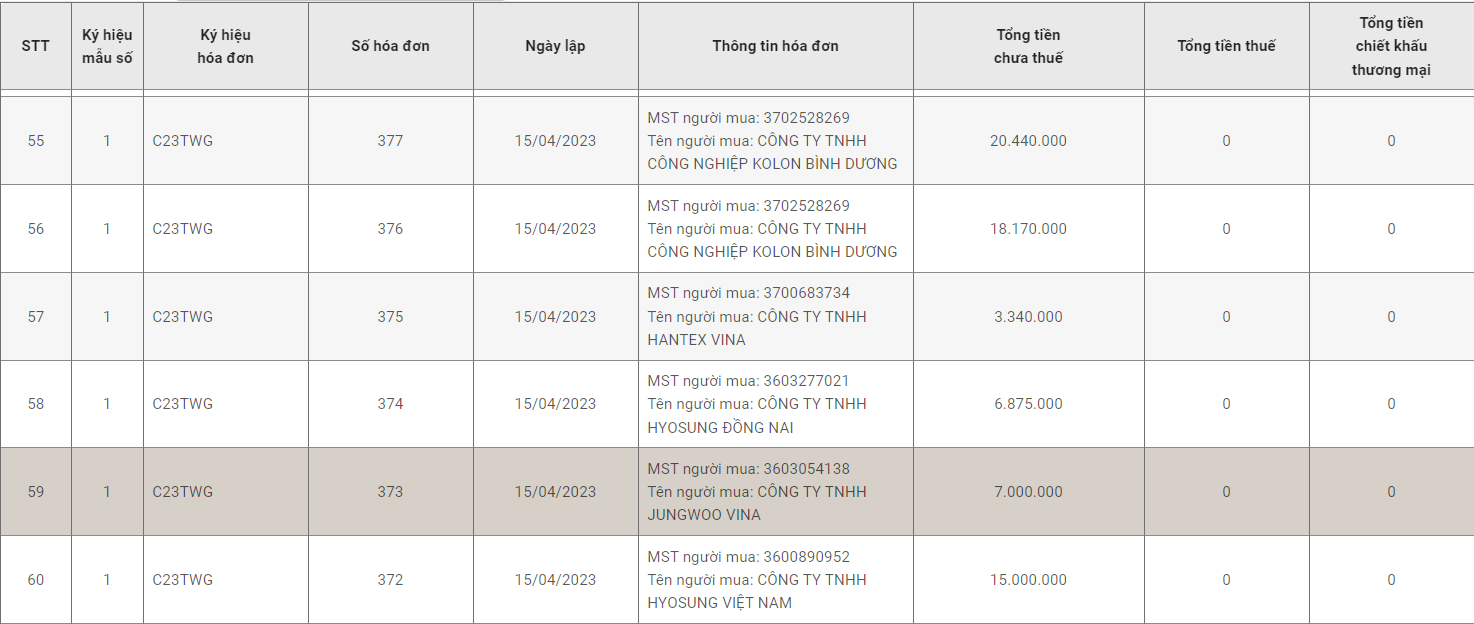 STT
Ký hiệu
mẫu số
Ký hiệu
hóa đơn
Số hóa đơn
Ngày lập
Thông tin hóa đơn
Tổng tiền
chưa thuế
Tổng tiền thuế
Tổng tiền
chiết khấu
thương mại
55
1
C23TWG
377
15/04/2023
MST người mua: 3702528269
Tên người mua: CÔNG TY TNHH
CÔNG NGHIỆP KOLON BÌNH DƯƠNG
20.440.000
0
0
56
1
C23TWG
376
15/04/2023
MST người mua: 3702528269
Tên người mua: CÔNG TY TNHH
CÔNG NGHIỆP KOLON BÌNH DƯƠNG
18.170.000
0
0
57
1
C23TWG
375
15/04/2023
MST người mua: 3700683734
Tên người mua: CÔNG TY TNHH
HANTEX VINA
3.340.000
0
0
58
1
C23TWG
374
15/04/2023
MST người mua: 3603277021
Tên người mua: CÔNG TY TNHH
HYOSUNG ĐỒNG NAI
6.875.000
0
0
59
1
C23TWG
373
15/04/2023
MST người mua: 3603054138
Tên người mua: CÔNG TY TNHH
JUNGWOO VINA
7.000.000
0
0
60
1
C23TWG
372
15/04/2023
MST người mua: 3600890952
Tên người mua: CÔNG TY TNHH
HYOSUNG VIỆT NAM
15.000.000
0
0